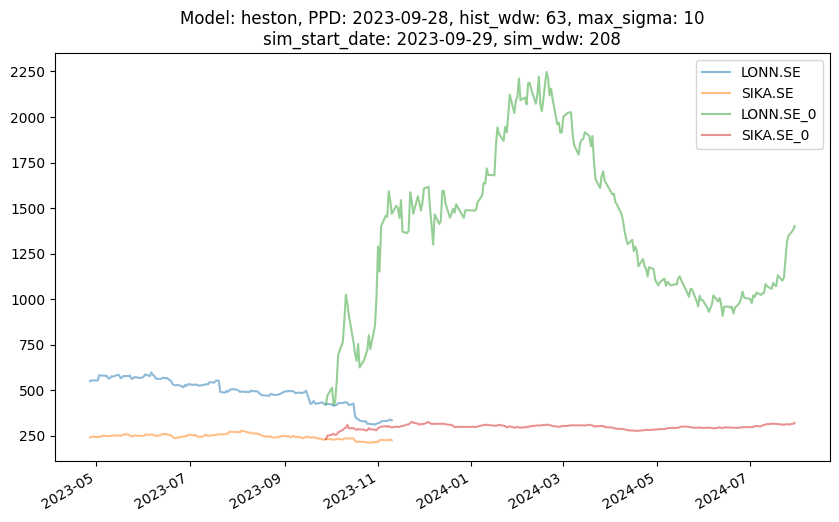 Model: heston, PPD: 2023-09-28, hist_wdw: 63, max_sigma: 10
sim_start_date: 2023-09-29, sim_wdw: 208
LONN.SE
SIKA.SE
LONN.SE_0
SIKA.SE_0
2250
2000
1750
1500
1250
1000
750
500
250
2023-05
2023-07
2023-09
2023-11
2024-01
2024-03
2024-05
2024-07